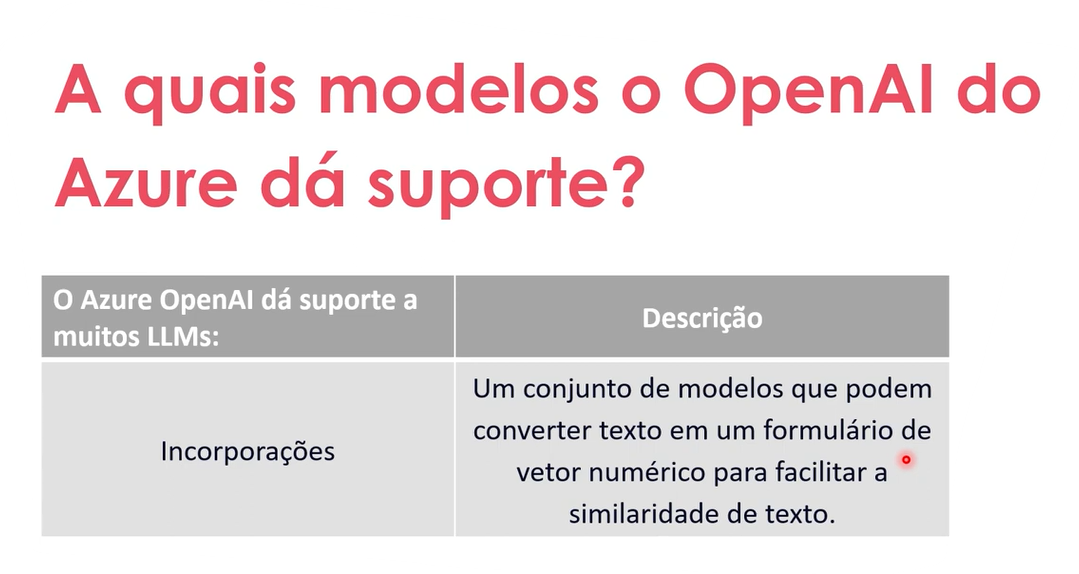 A quais modelos o OpenAI do
Azure dá suporte?
O Azure OpenAI dá suporte a
muitos LLMs:
Descrição
Incorporações
Um conjunto de modelos que podem
converter texto em um formulário de
vetor numérico para facilitar a
similaridade de texto.